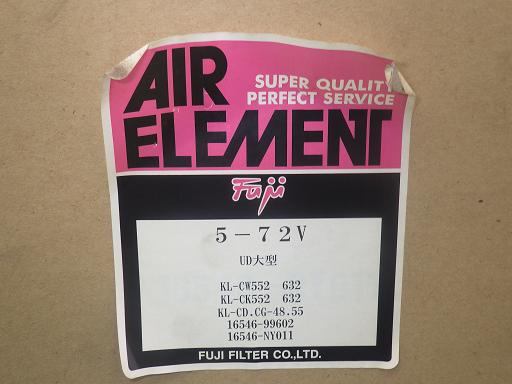 AIR
ELEMENT
SUPER QUALITY
PERFECT SERVICE
Fuji
5-72V
UD大型
KL-CW552 632
KL-CK552 632
KL-CD.CG-48.55
16546-99602
16546-NY011
FUJI FILTER CO.,LTD.